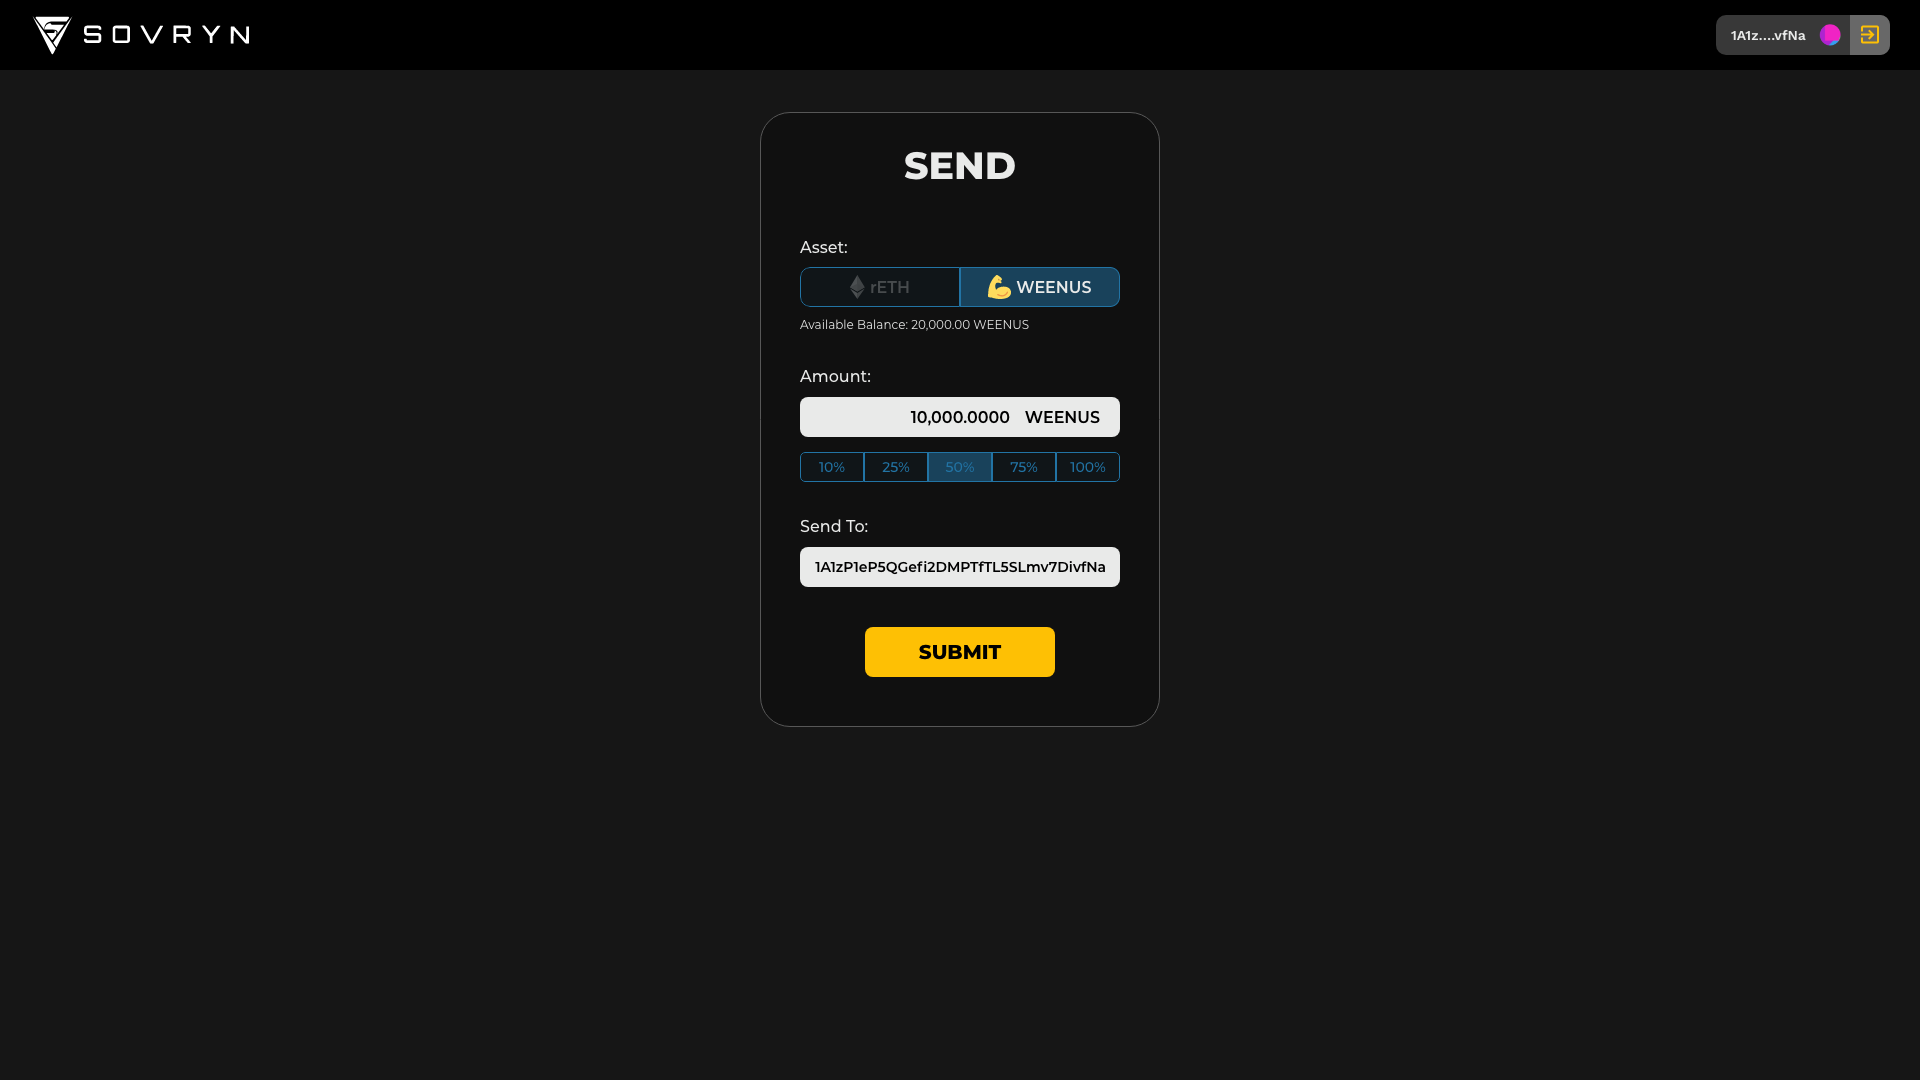 SOVRYN
1A1z....vfNa
SEND
Asset:
rETH
WEENUS
Available Balance: 20,000.00 WEENUS
Amount:
10,000.0000 WEENUS
10% 25% 50% 75% 100%
Send To:
1A1zP1eP5QGefi2DMPTfTL5SLmv7DivfNa
SUBMIT